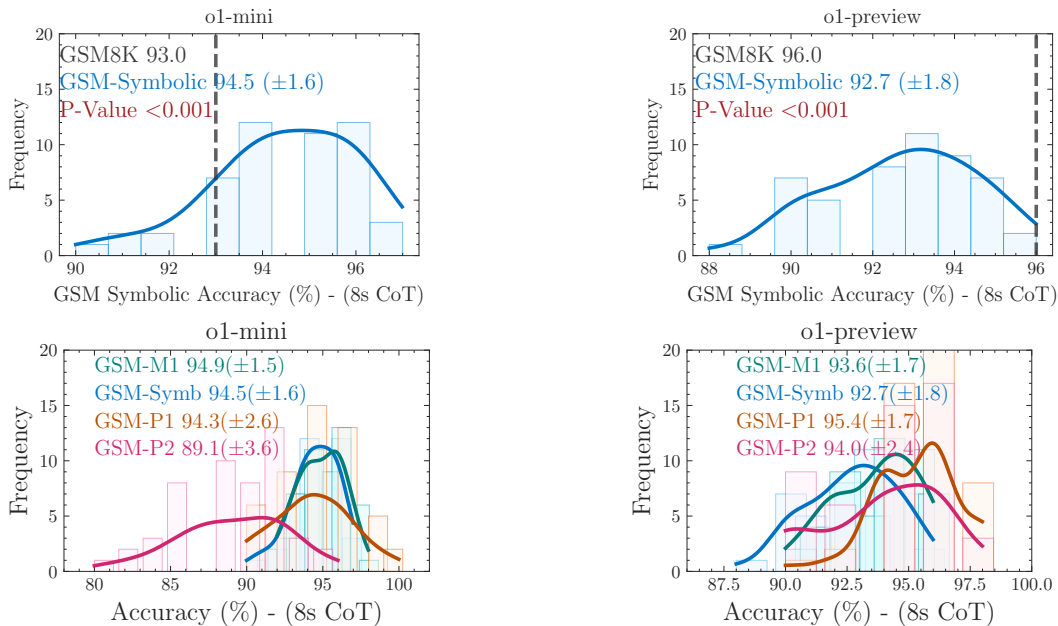 o1-mini
20
15
10
5
0
Frequency
GSM8K 93.0
GSM-Symbolic 94.5 (±1.6)
P-Value <0.001
90 92 94 96
GSM Symbolic Accuracy (%) - (8s CoT)
o1-preview
20
15
10
5
0
Frequency
GSM8K 96.0
GSM-Symbolic 92.7 (±1.8)
P-Value <0.001
88 90 92 94 96
GSM Symbolic Accuracy (%) - (8s CoT)
o1-mini
20
15
10
5
0
Frequency
GSM-M1 94.9(±1.5)
GSM-Symb 94.5(±1.6)
GSM-P1 94.3(±2.6)
GSM-P2 89.1(±3.6)
80 85 90 95 100
Accuracy (%) - (8s CoT)
o1-preview
20
15
10
5
0
Frequency
GSM-M1 93.6(±1.7)
GSM-Symb 92.7(±1.8)
GSM-P1 95.4(±1.7)
GSM-P2 94.0(±2.4)
87.5 90.0 92.5 95.0 97.5 100.0
Accuracy (%) - (8s CoT)